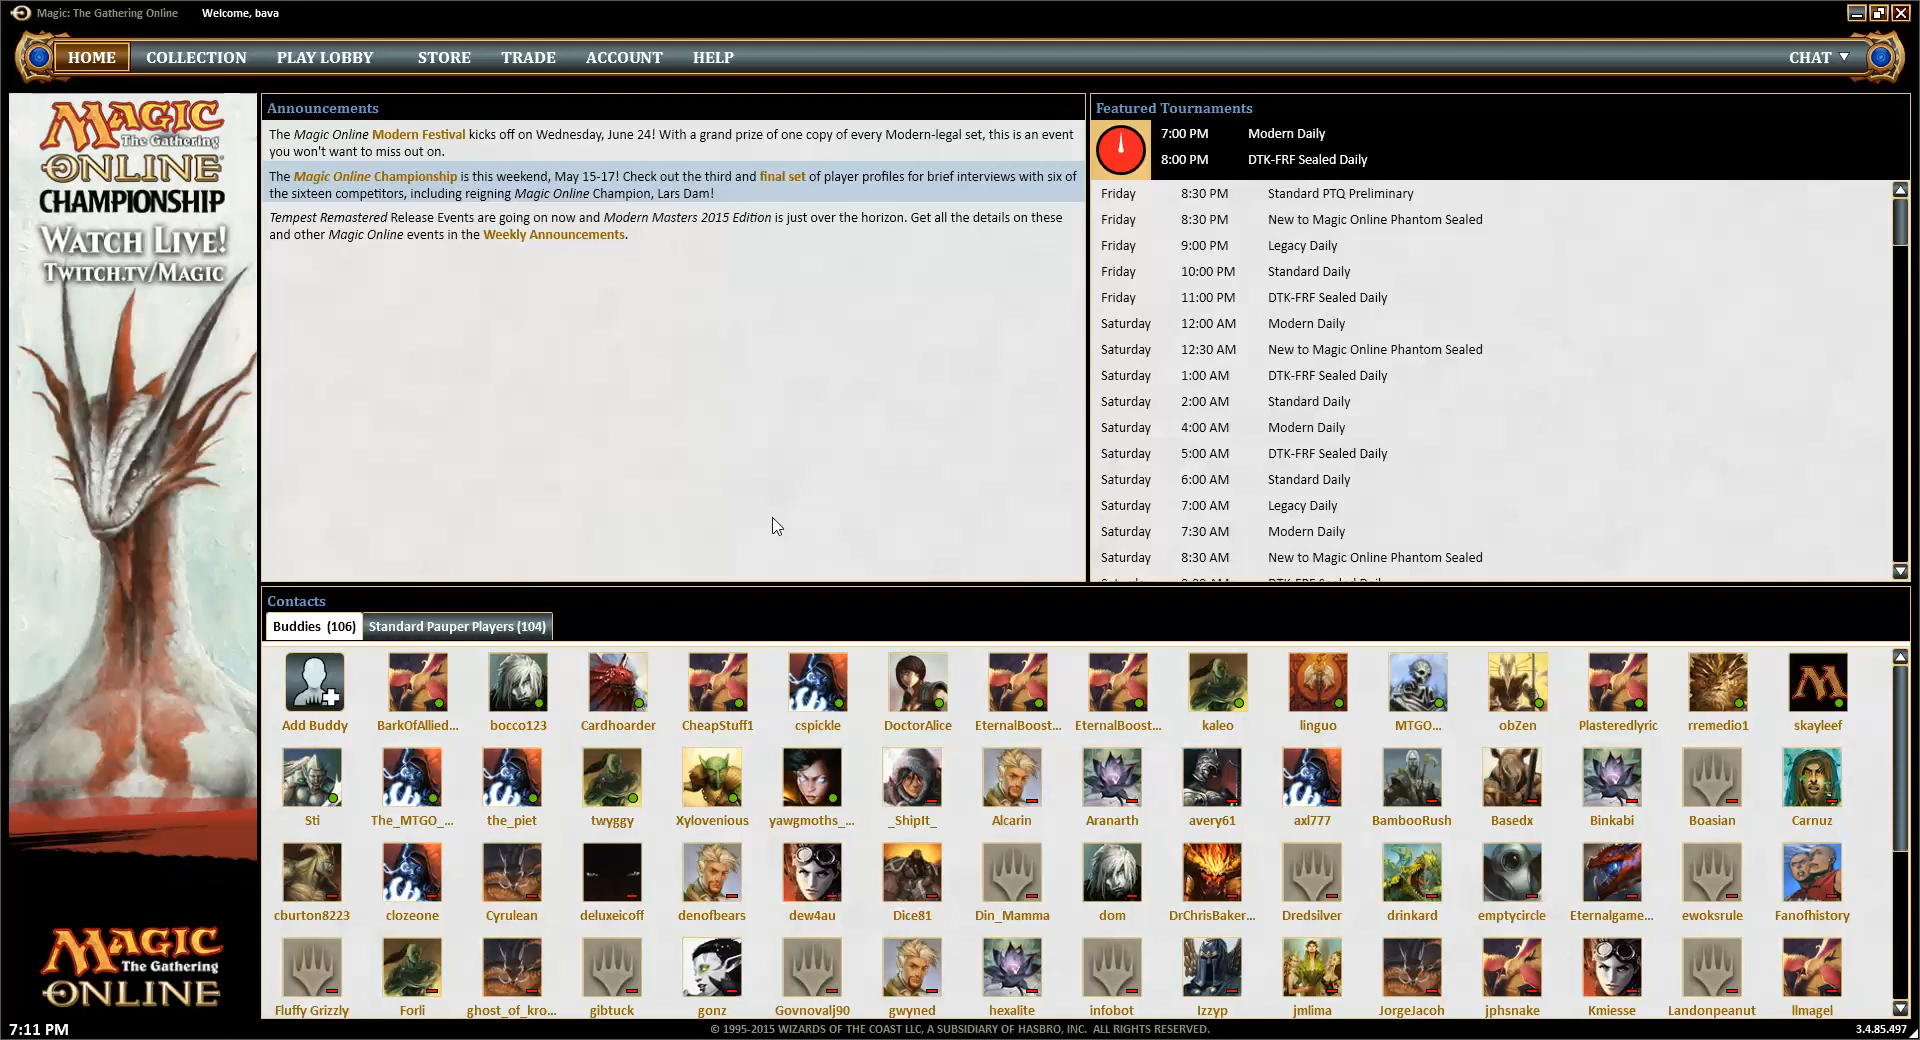 Magic: The Gathering Online Welcome, bava
HOME COLLECTION PLAY LOBBY STORE TRADE ACCOUNT HELP CHAT
MAGIC
The Gathering
ONLINE
CHAMPIONSHIP
WATCH LIVE!
TWITCH.TV/MAGIC
Announcements
The Magic Online Modern Festival kicks off on Wednesday, June 24! With a grand prize of one copy of every Modern-legal set, this is an event
you won't want to miss out on.
The Magic Online Championship is this weekend, May 15-17! Check out the third and final set of player profiles for brief interviews with six of
the sixteen competitors, including reigning Magic Online Champion, Lars Dam!
Tempest Remastered Release Events are going on now and Modern Masters 2015 Edition is just over the horizon. Get all the details on these
and other Magic Online events in the Weekly Announcements.
Featured Tournaments
7:00 PM Modern Daily
8:00 PM DTK-FRF Sealed Daily
Friday 8:30 PM Standard PTQ Preliminary
Friday 8:30 PM New to Magic Online Phantom Sealed
Friday 9:00 PM Legacy Daily
Friday 10:00 PM Standard Daily
Friday 11:00 PM DTK-FRF Sealed Daily
Saturday 12:00 AM Modern Daily
Saturday 12:30 AM New to Magic Online Phantom Sealed
Saturday 1:00 AM DTK-FRF Sealed Daily
Saturday 2:00 AM Standard Daily
Saturday 4:00 AM Modern Daily
Saturday 5:00 AM DTK-FRF Sealed Daily
Saturday 6:00 AM Standard Daily
Saturday 7:00 AM Legacy Daily
Saturday 7:30 AM Modern Daily
Saturday 8:30 AM New to Magic Online Phantom Sealed
Contacts
Buddies (106) Standard Pauper Players (104)
Add Buddy BarkOfAllied... bocco123 Cardhoarder CheapStuff1 cspickle DoctorAlice EternalBoost... EternalBoost... kaleo linguo MTGO... obZen Plasteredlyric rremedio1 skayleef
Sti The_MTGO_... the_piet twyggy Xylovenious yawgmoths_... _ShipIt_ Alcarin Aranarth avery61 axl777 BambooRush Basedx Binkabi Boasian Carnuz
cburton8223 clozeone Cyrulean deluxeicoff denofbears dew4au Dice81 Din_Mamma dom DrChrisBaker... Dredsilver drinkard emptycircle Eternalgame... ewoksrule Fanofhistory
Fluffy Grizzly Forli ghost_of_kro... gibtuck gonz Govnovalj90 gwyned hexalite infobot Izzyp jmlima JorgeJacoh jphsnake Kmiesse Landonpeanut llmagel
MAGIC
The Gathering
ONLINE
7:11 PM © 1995-2015 WIZARDS OF THE COAST LLC, A SUBSIDIARY OF HASBRO, INC. ALL RIGHTS RESERVED. 3.4.85.497